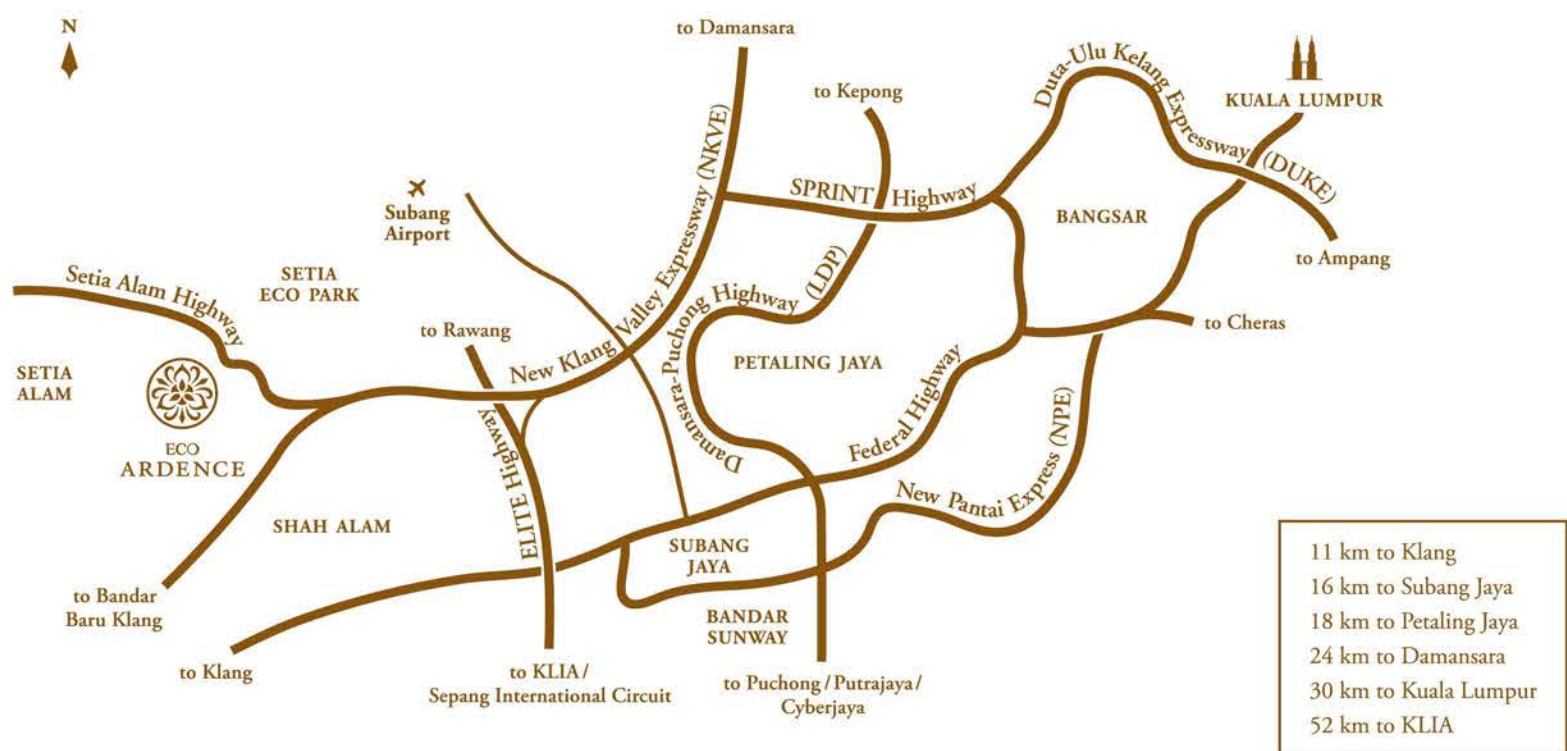 N
to Damansara
to Kepong
Duta-Ulu Kelang Expressway (DUKE)
KUALA LUMPUR
Subang
Airport
New Klang Valley Expressway (NKVE)
SPRINT Highway
BANGSAR
to Ampang
Setia Alam Highway
SETIA
ECO PARK
to Rawang
Damansara-Puchong Highway (LDP)
to Cheras
SETIA
ALAM
PETALING JAYA
ECO
ARDENCE
Federal Highway
ELITE Highway
New Pantai Express (NPE)
SHAH ALAM
SUBANG
JAYA
to Bandar
Baru Klang
BANDAR
SUNWAY
to Klang
to KLIA /
Sepang International Circuit
to Puchong / Putrajaya /
Cyberjaya
11 km to Klang
16 km to Subang Jaya
18 km to Petaling Jaya
24 km to Damansara
30 km to Kuala Lumpur
52 km to KLIA